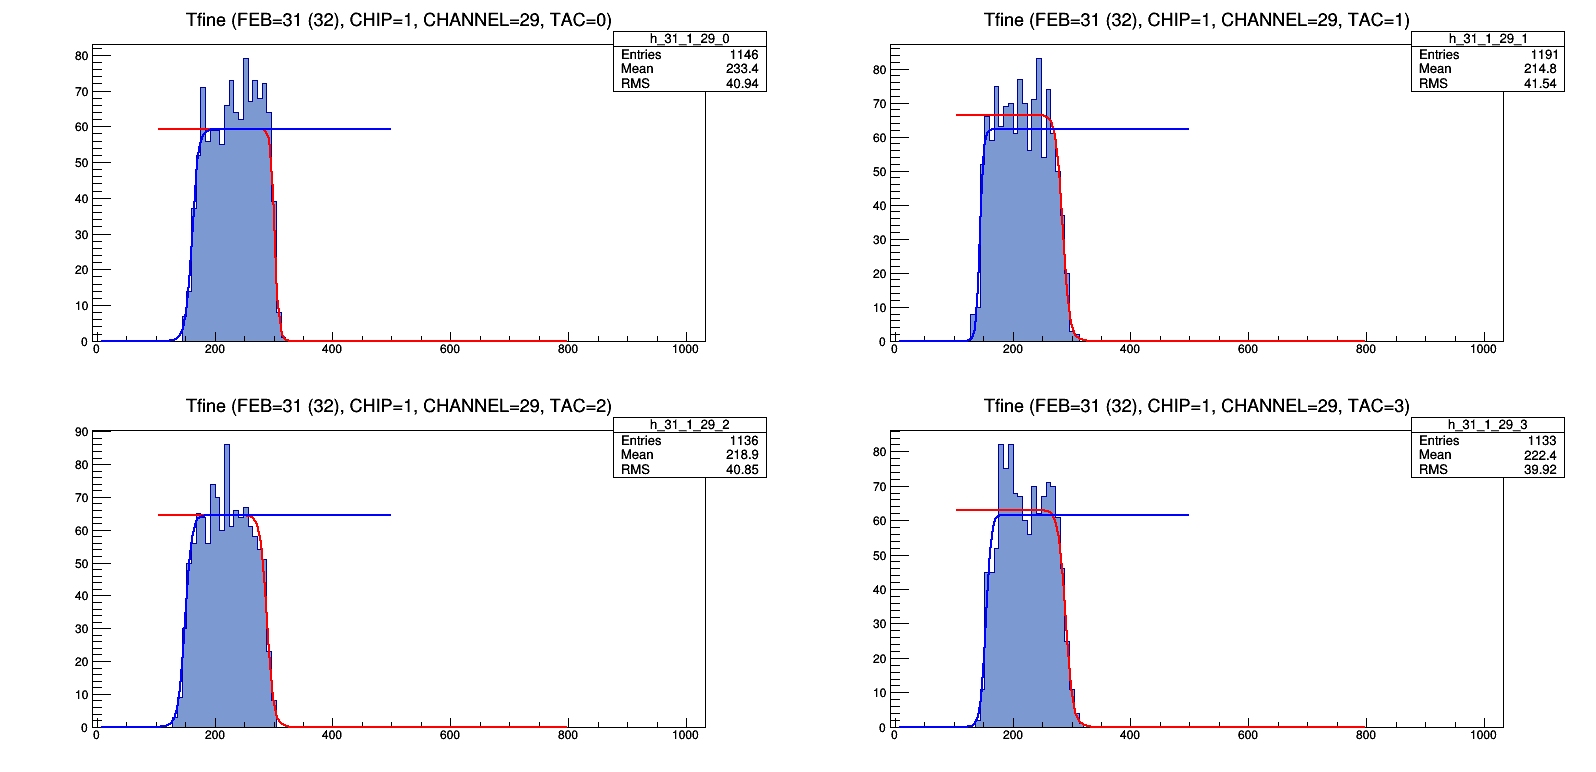 Tfine (FEB=31 (32), CHIP=1, CHANNEL=29, TAC=0)
h_31_1_29_0
Entries 1146
Mean 233.4
RMS 40.94
80
70
60
50
40
30
20
10
0
0 200 400 600 800 1000
Tfine (FEB=31 (32), CHIP=1, CHANNEL=29, TAC=1)
h_31_1_29_1
Entries 1191
Mean 214.8
RMS 41.54
80
70
60
50
40
30
20
10
0
0 200 400 600 800 1000
Tfine (FEB=31 (32), CHIP=1, CHANNEL=29, TAC=2)
h_31_1_29_2
Entries 1136
Mean 218.9
RMS 40.85
90
80
70
60
50
40
30
20
10
0
0 200 400 600 800 1000
Tfine (FEB=31 (32), CHIP=1, CHANNEL=29, TAC=3)
h_31_1_29_3
Entries 1133
Mean 222.4
RMS 39.92
80
70
60
50
40
30
20
10
0
0 200 400 600 800 1000